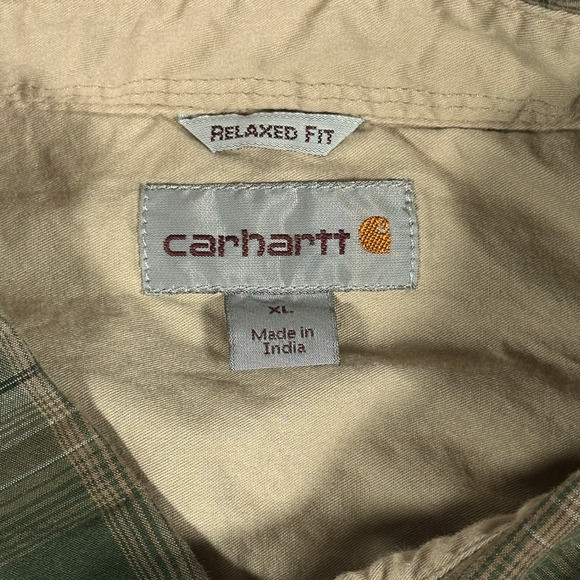 RELAXED FIT
carhartt
XL
Made in
India